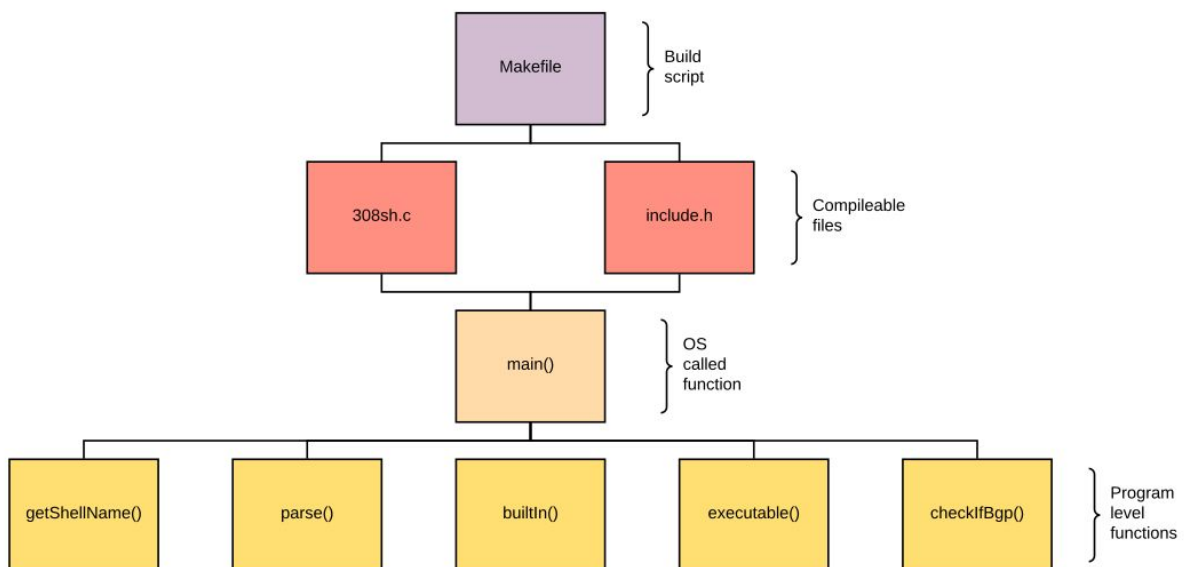 Makefile
Build
script
308sh.c
include.h
Compileable
files
main()
OS
called
function
getShellName()
parse()
builtIn()
executable()
checkIfBgp()
Program
level
functions